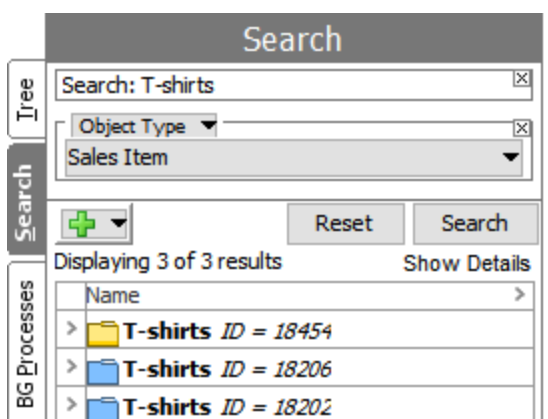 Search
Tree
Search
BG Processes
Search: T-shirts
Object Type
Sales Item
Reset
Search
Displaying 3 of 3 results
Show Details
Name
T-shirts ID = 18454
T-shirts ID = 18206
T-shirts ID = 18202